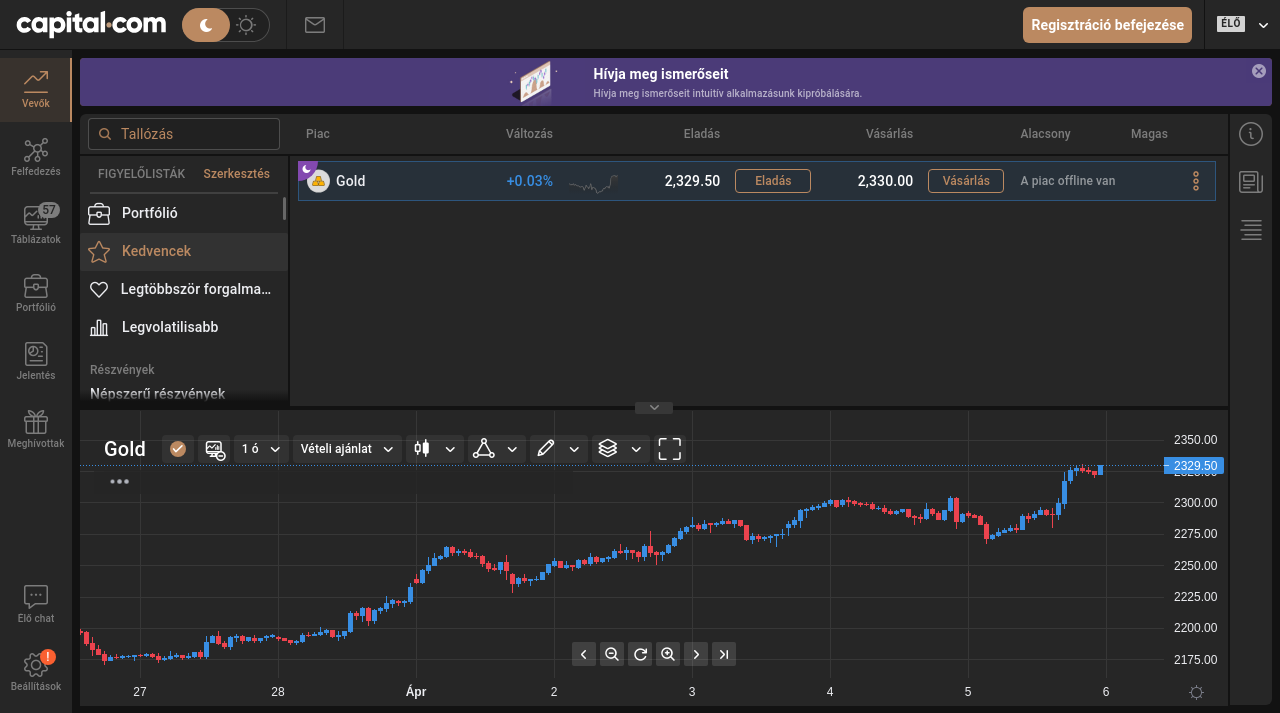 capital.com
Regisztráció befejezése
ÉLŐ
Hívja meg ismerőseit
Hívja meg ismerőseit intuitív alkalmazásunk kipróbálására.
Vevők
Felfedezés
57
Táblázatok
Portfólió
Jelentés
Meghívottak
Elő chat
!
Beállítások
Tallózás
Piac
Változás
Eladás
Vásárlás
Alacsony
Magas
FIGYELŐLISTÁK
Szerkesztés
Portfólió
Kedvencek
Legtöbbször forgalma...
Legvolatilisabb
Részvények
Népszerű részvények
Gold
+0.03%
2,329.50
Eladás
2,330.00
Vásárlás
A piac offline van
Gold
1 ó
Vételi ajánlat
2350.00
2329.50
2300.00
2275.00
2250.00
2225.00
2200.00
2175.00
27
28
Ápr
2
3
4
5
6